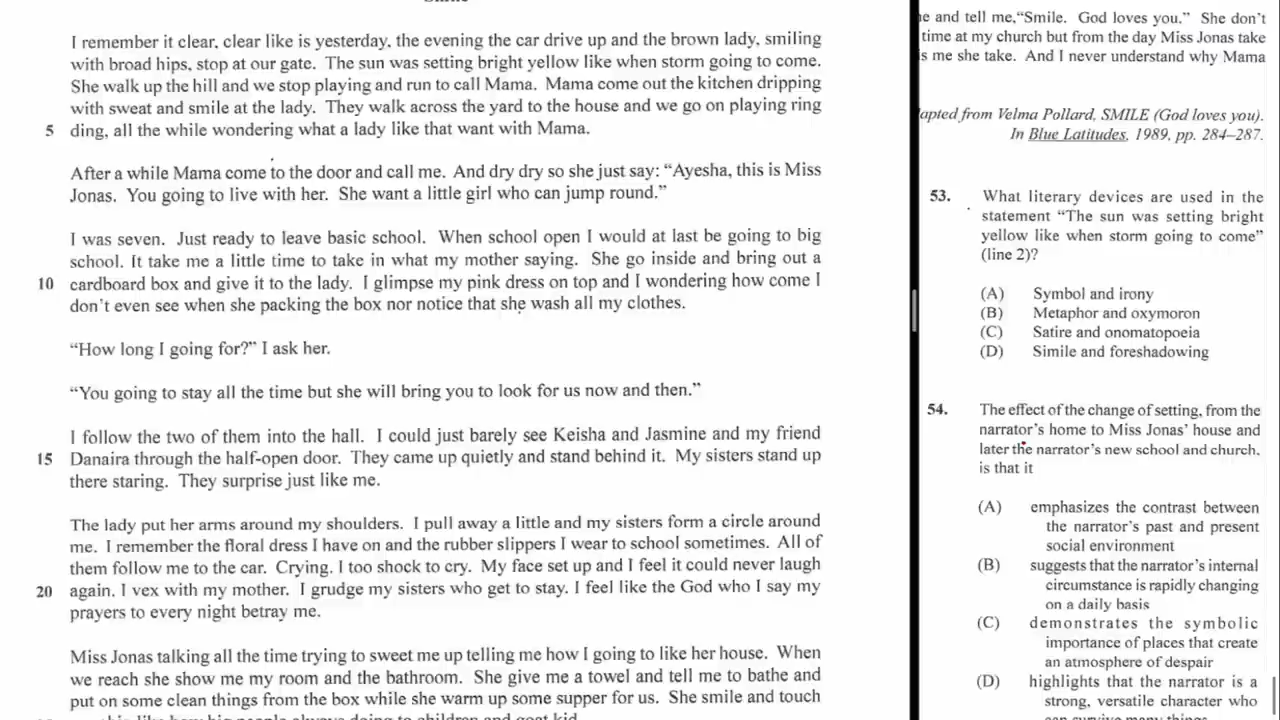 Smile
I remember it clear, clear like is yesterday, the evening the car drive up and the brown lady, smiling
with broad hips, stop at our gate. The sun was setting bright yellow like when storm going to come.
She walk up the hill and we stop playing and run to call Mama. Mama come out the kitchen dripping
with sweat and smile at the lady. They walk across the yard to the house and we go on playing ring
5 ding, all the while wondering what a lady like that want with Mama.
After a while Mama come to the door and call me. And dry dry so she just say: “Ayesha, this is Miss
Jonas. You going to live with her. She want a little girl who can jump round.”
I was seven. Just ready to leave basic school. When school open I would at last be going to big
school. It take me a little time to take in what my mother saying. She go inside and bring out a
10 cardboard box and give it to the lady. I glimpse my pink dress on top and I wondering how come I
don’t even see when she packing the box nor notice that she wash all my clothes.
“How long I going for?” I ask her.
“You going to stay all the time but she will bring you to look for us now and then.”
I follow the two of them into the hall. I could just barely see Keisha and Jasmine and my friend
15 Danaira through the half-open door. They came up quietly and stand behind it. My sisters stand up
there staring. They surprise just like me.
The lady put her arms around my shoulders. I pull away a little and my sisters form a circle around
me. I remember the floral dress I have on and the rubber slippers I wear to school sometimes. All of
them follow me to the car. Crying. I too shock to cry. My face set up and I feel it could never laugh
20 again. I vex with my mother. I grudge my sisters who get to stay. I feel like the God who I say my
prayers to every night betray me.
Miss Jonas talking all the time trying to sweet me up telling me how I going to like her house. When
we reach she show me my room and the bathroom. She give me a towel and tell me to bathe and
put on some clean things from the box while she warm up some supper for us. She smile and touch
like how big people always doing to children and goat kid.
e and tell me,“Smile. God loves you.” She don’t
time at my church but from the day Miss Jonas take
is me she take. And I never understand why Mama
apted from Velma Pollard, SMILE (God loves you).
In Blue Latitudes, 1989, pp. 284–287.
53. What literary devices are used in the
statement “The sun was setting bright
yellow like when storm going to come”
(line 2)?
(A) Symbol and irony
(B) Metaphor and oxymoron
(C) Satire and onomatopoeia
(D) Simile and foreshadowing
54. The effect of the change of setting, from the
narrator’s home to Miss Jonas’ house and
later the narrator’s new school and church,
is that it
(A) emphasizes the contrast between
the narrator’s past and present
social environment
(B) suggests that the narrator’s internal
circumstance is rapidly changing
on a daily basis
(C) demonstrates the symbolic
importance of places that create
an atmosphere of despair
(D) highlights that the narrator is a
strong, versatile character who
can survive many things